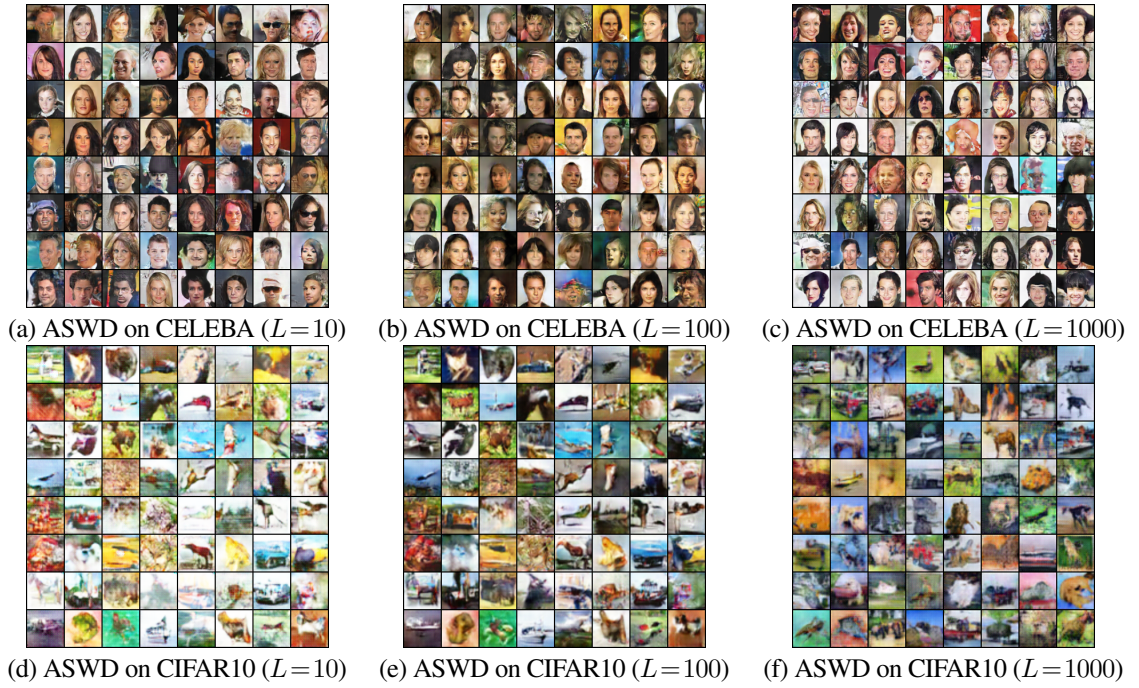 (a) ASWD on CELEBA (L=10)
(b) ASWD on CELEBA (L=100)
(c) ASWD on CELEBA (L=1000)
(d) ASWD on CIFAR10 (L=10)
(e) ASWD on CIFAR10 (L=100)
(f) ASWD on CIFAR10 (L=1000)